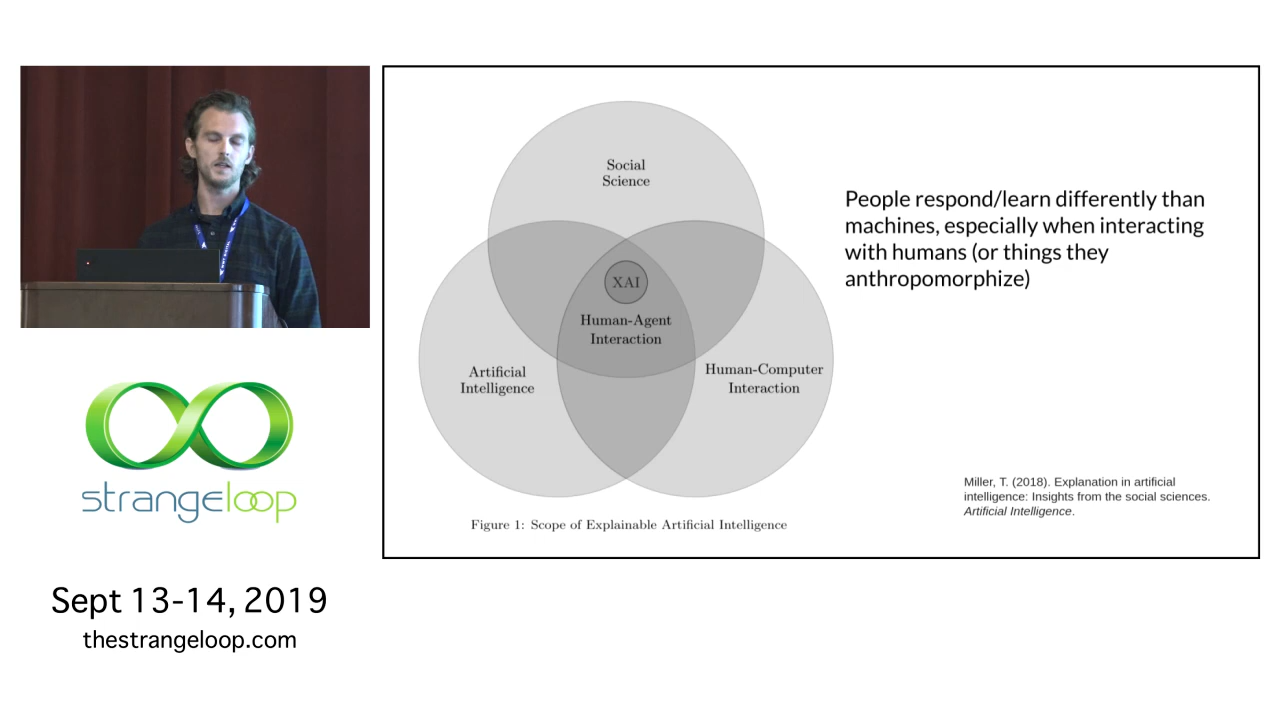 Social
Science
XAI
Human-Agent
Interaction
Artificial
Intelligence
Human-Computer
Interaction
Figure 1: Scope of Explainable Artificial Intelligence
People respond/learn differently than
machines, especially when interacting
with humans (or things they
anthropomorphize)
Miller, T. (2018). Explanation in artificial
intelligence: Insights from the social sciences.
Artificial Intelligence.
strangeloop
Sept 13-14, 2019
thestrangeloop.com